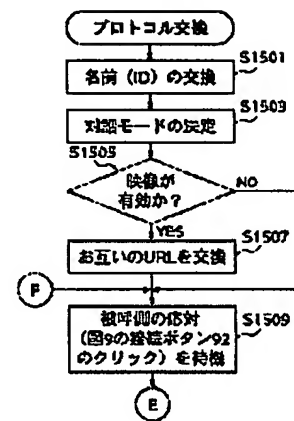 プロトコル交換
S1501
名前（ID）の交換
S1503
対話モードの決定
S1505
映像が
有効か？
NO
YES
S1507
お互いのURLを交換
F
S1509
被呼側の応対
（図9の接続ボタン92
のクリック）を待機
E